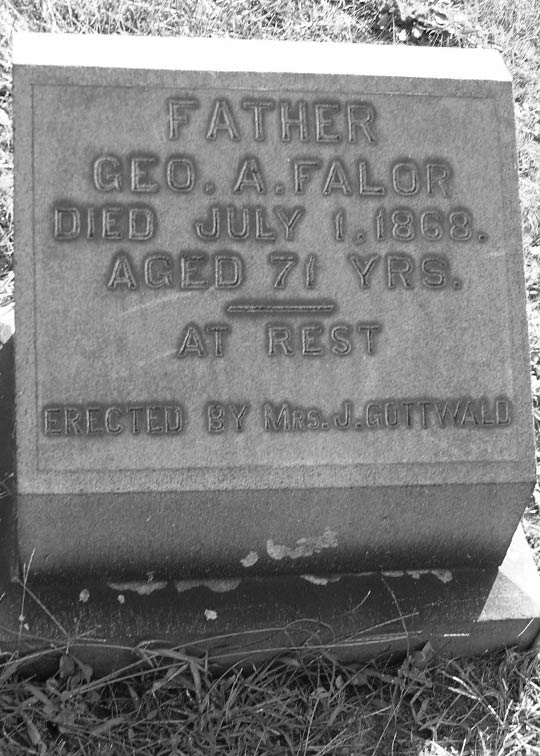 FATHER
GEO. A. FALOR
DIED JULY 1, 1868.
AGED 71 YRS.
AT REST
ERECTED BY MRS. J. GOTTWALD